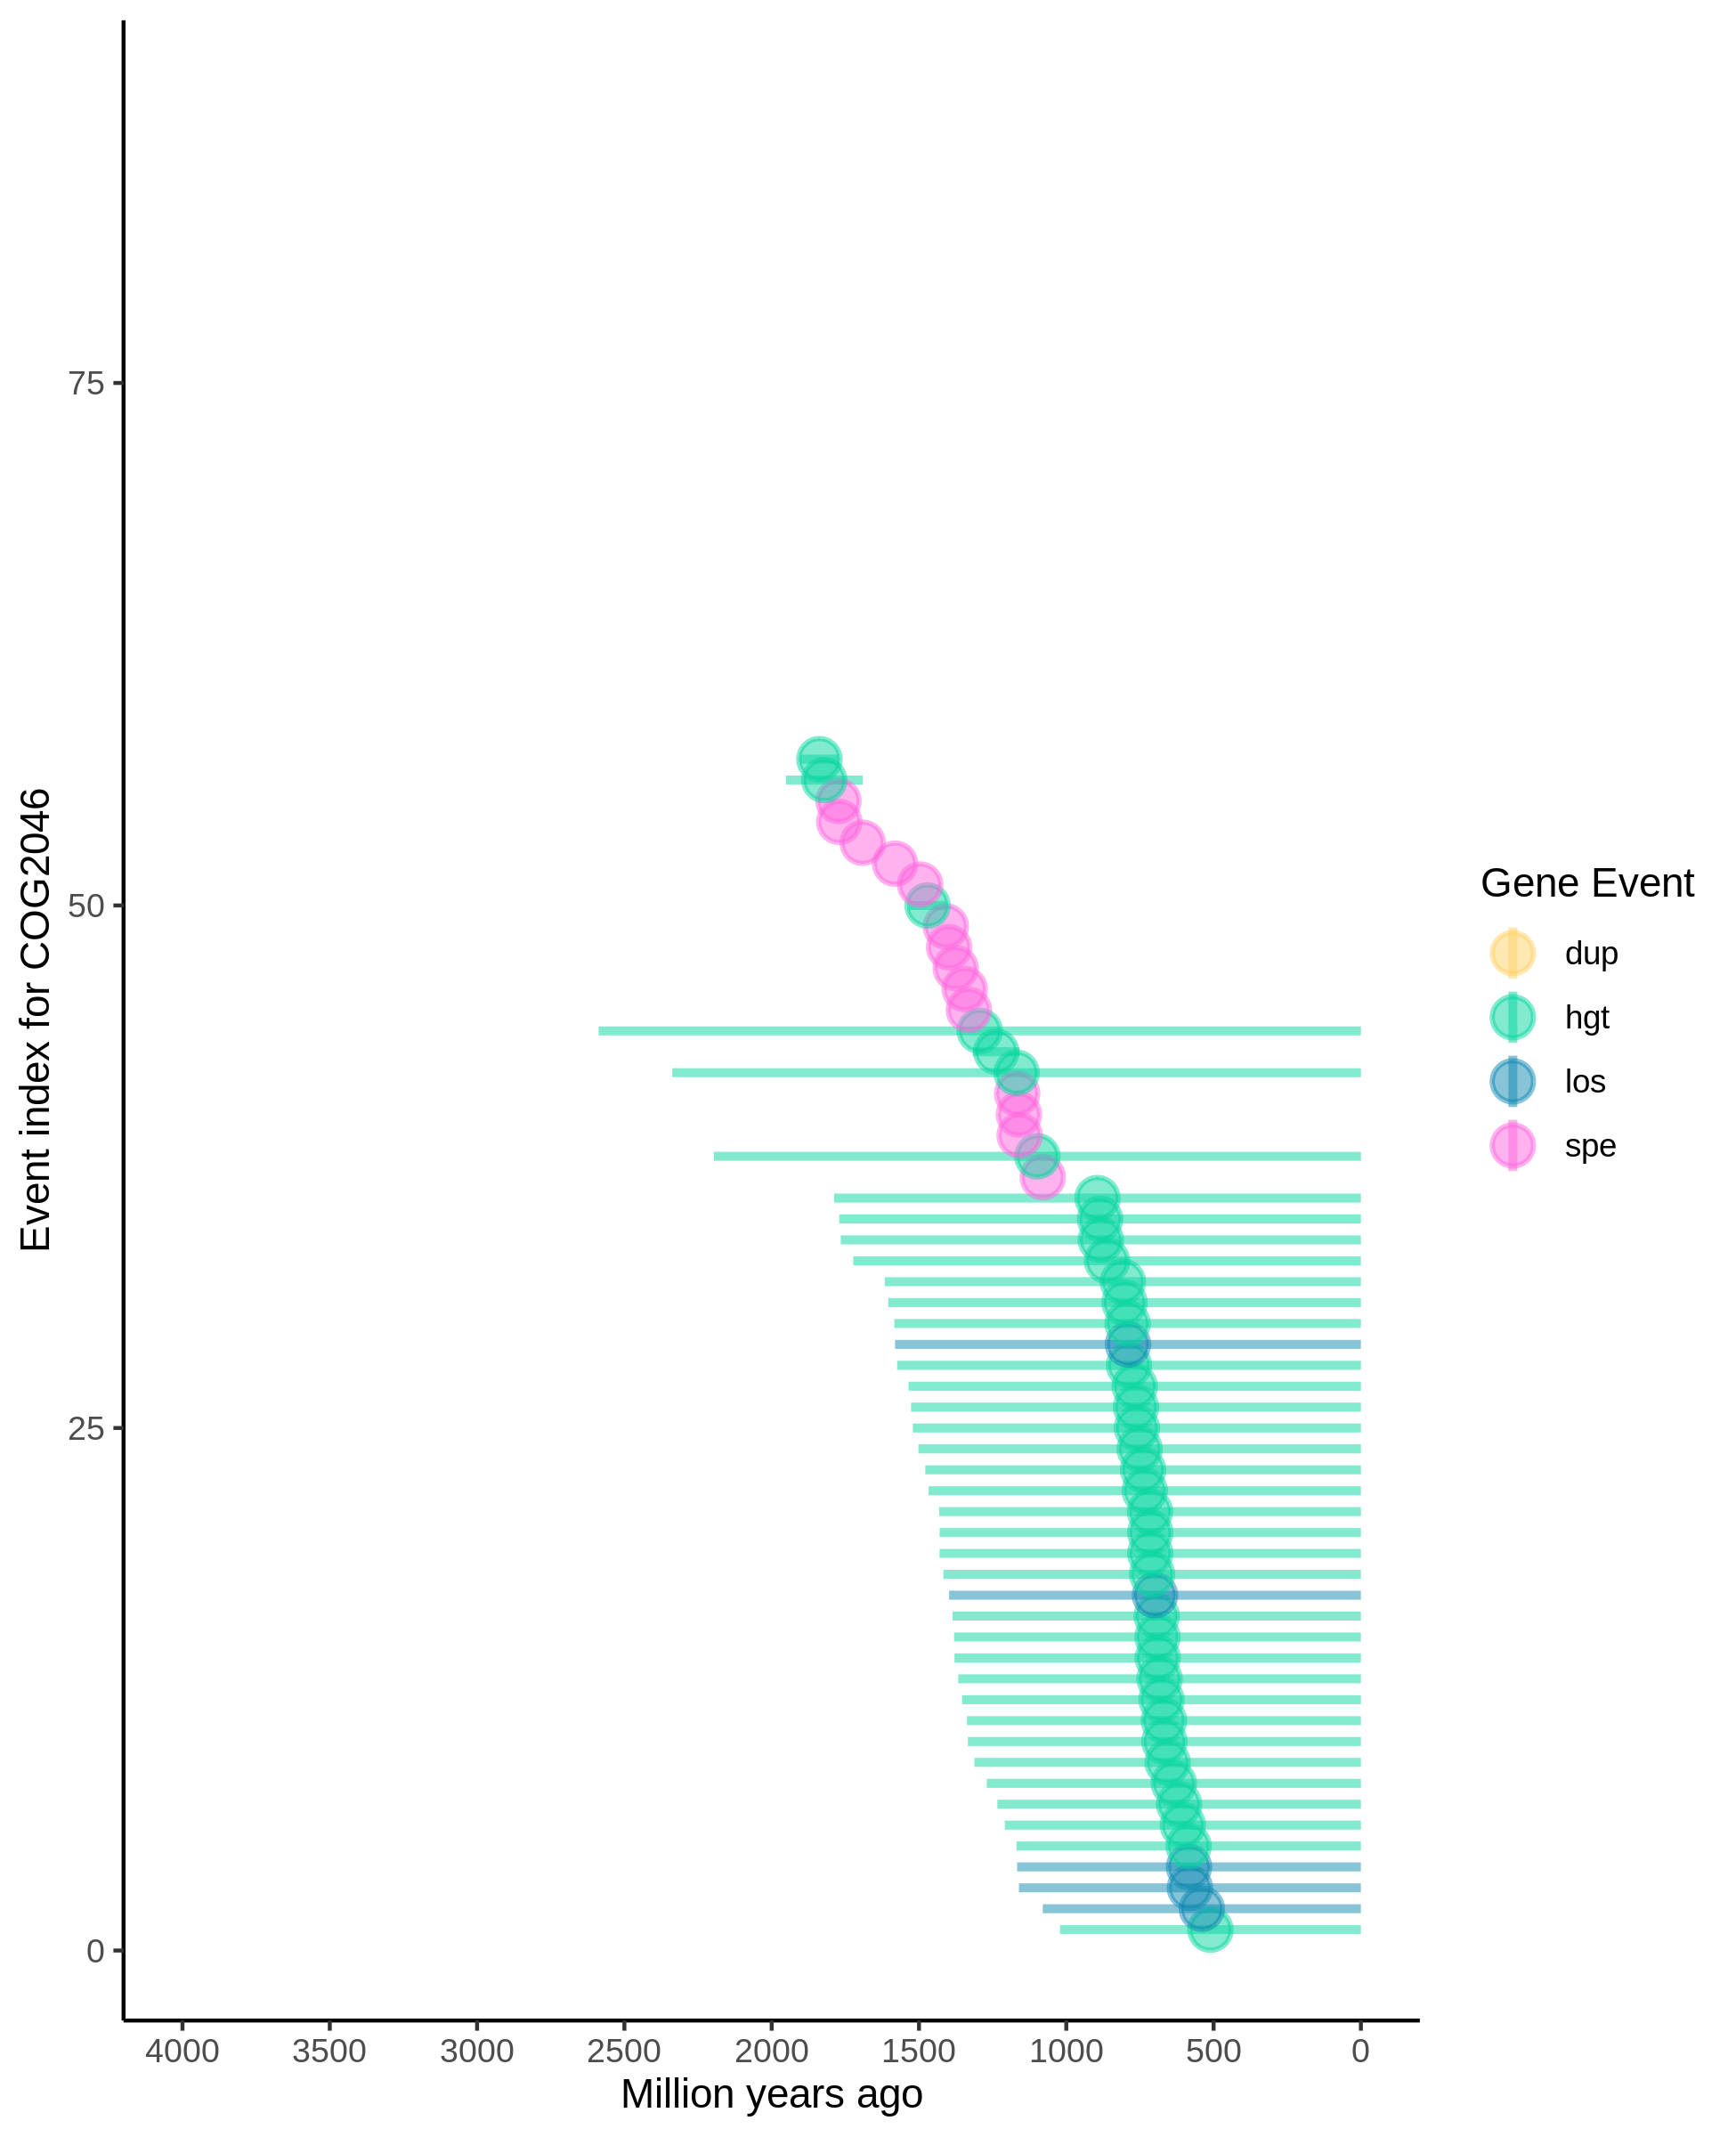 Event index for COG2046
75
50
25
0
4000 3500 3000 2500 2000 1500 1000 500 0
Million years ago
Gene Event
dup
hgt
los
spe